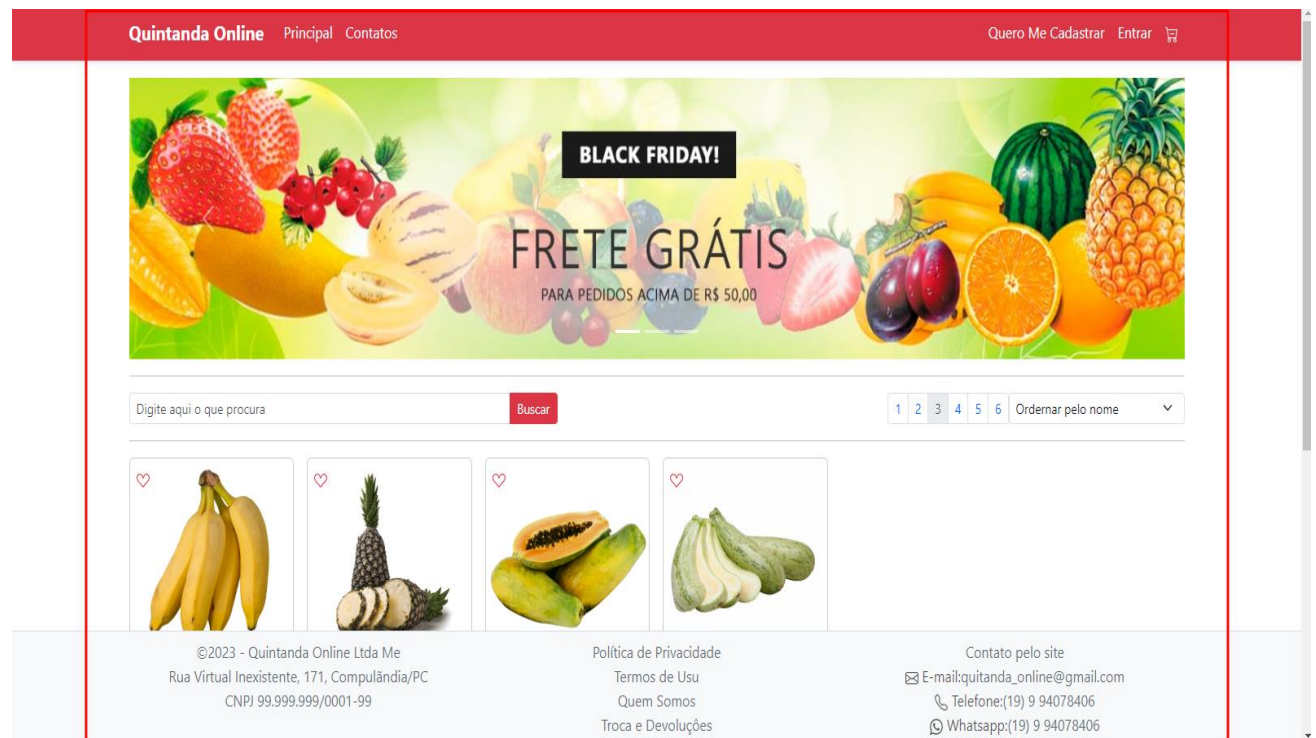 Quintanda Online Principal Contatos Quero Me Cadastrar Entrar
BLACK FRIDAY!
FRETE GRÁTIS
PARA PEDIDOS ACIMA DE R$ 50,00
Digite aqui o que procura Buscar 1 2 3 4 5 6 Ordernar pelo nome
©2023 - Quintanda Online Ltda Me Política de Privacidade Contato pelo site
Rua Virtual Inexistente, 171, Compulãndia/PC Termos de Usu E-mail:quitanda_online@gmail.com
CNPJ 99.999.999/0001-99 Quem Somos Telefone:(19) 9 94078406
Troca e Devoluções Whatsapp:(19) 9 94078406